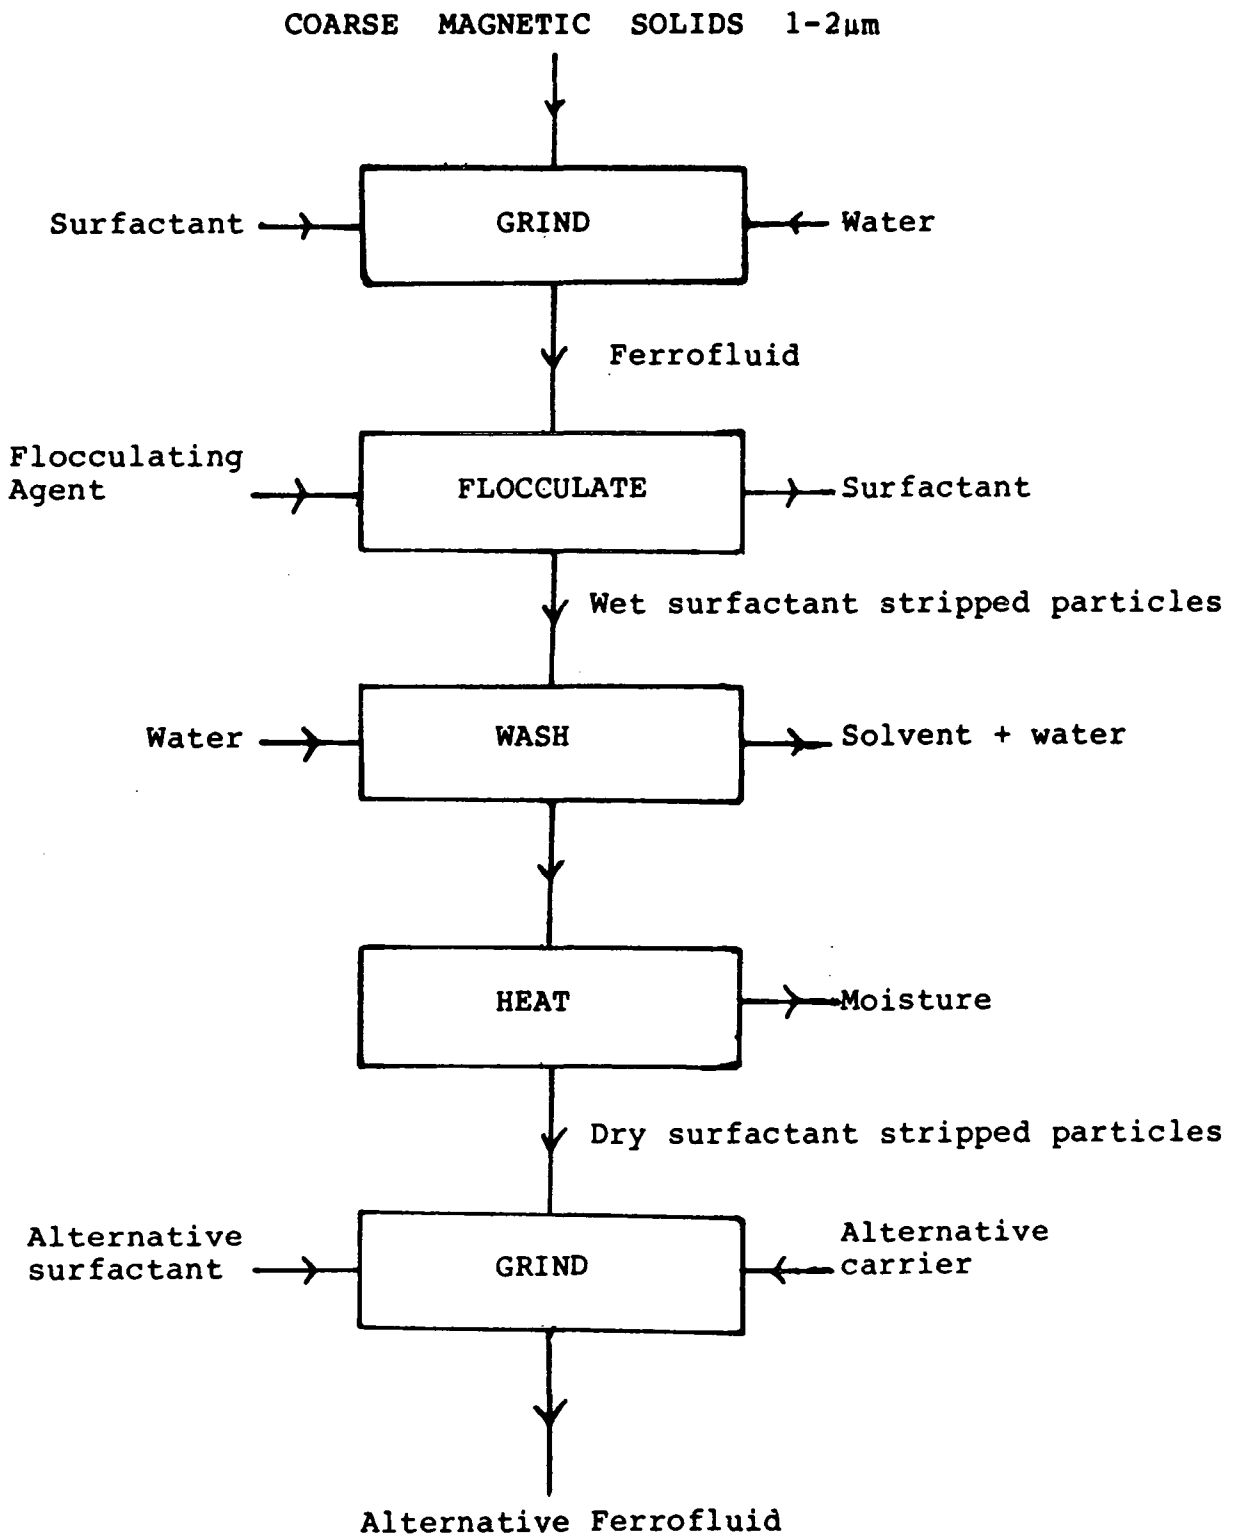 COARSE MAGNETIC SOLIDS 1-2µm
Surfactant
GRIND
Water
Ferrofluid
Flocculating
Agent
FLOCCULATE
Surfactant
Wet surfactant stripped particles
Water
WASH
Solvent + water
HEAT
Moisture
Dry surfactant stripped particles
Alternative
surfactant
GRIND
Alternative
carrier
Alternative Ferrofluid